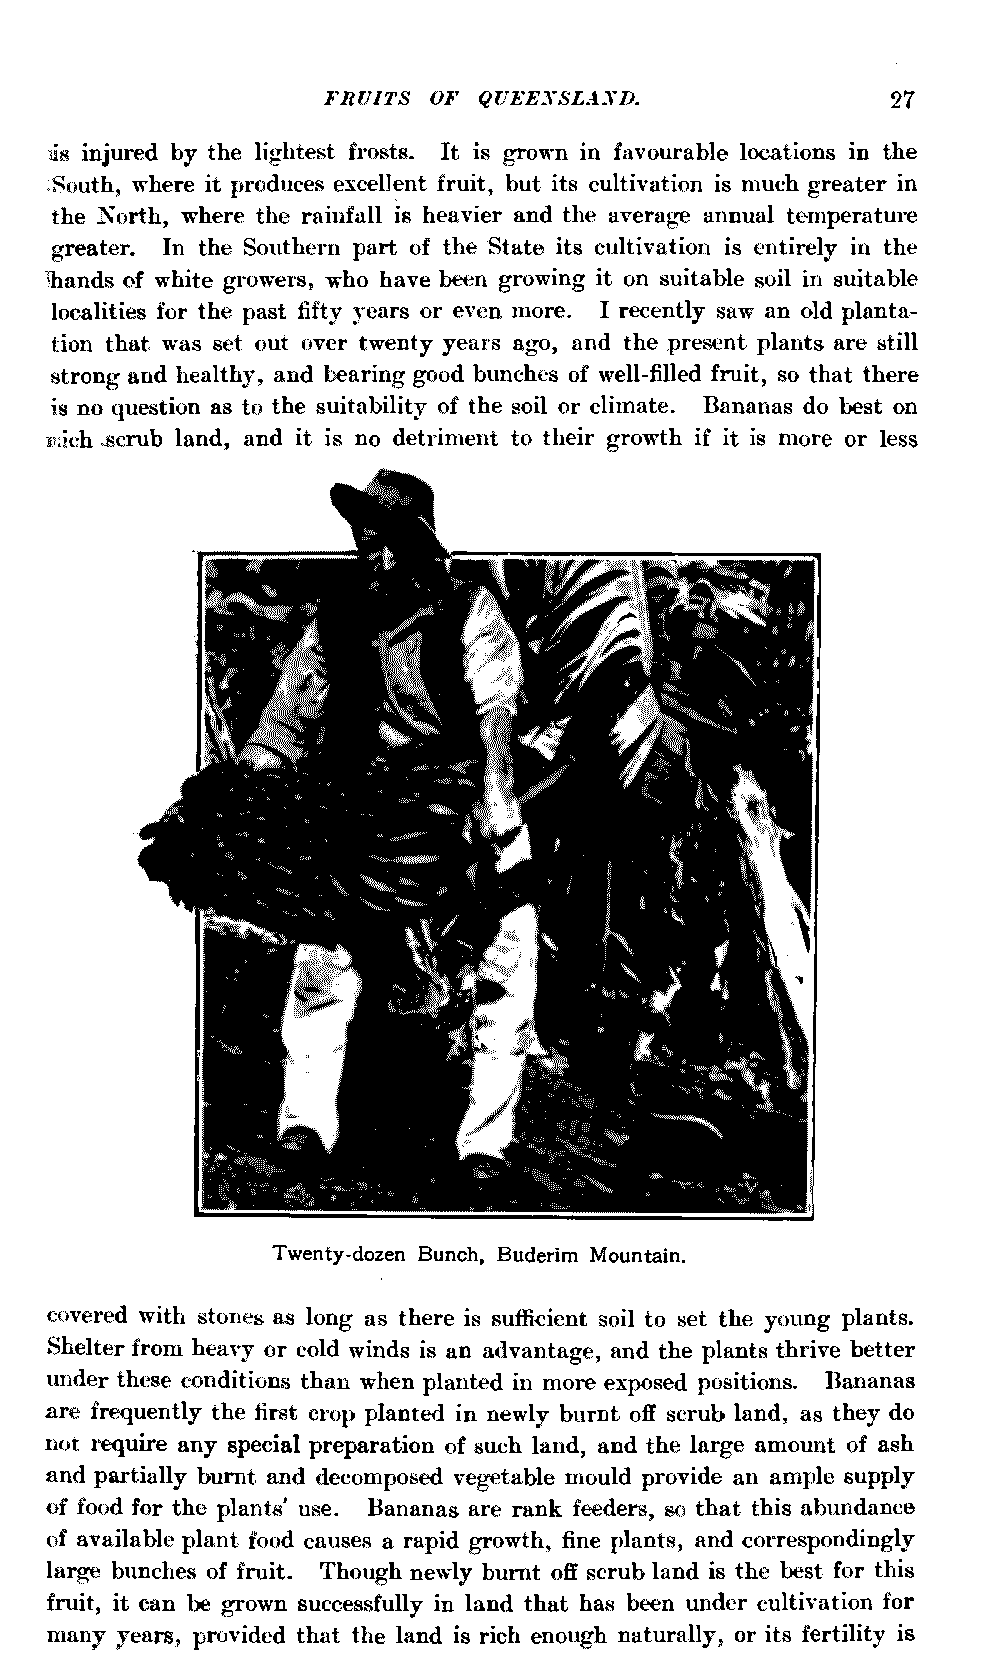 FRUITS OF QUEENSLAND. 27
is injured by the lightest frosts. It is grown in favourable locations in the
South, where it produces excellent fruit, but its cultivation is much greater in
the North, where the rainfall is heavier and the average annual temperature
greater. In the Southern part of the State its cultivation is entirely in the
hands of white growers, who have been growing it on suitable soil in suitable
localities for the past fifty years or even more. I recently saw an old planta-
tion that was set out over twenty years ago, and the present plants are still
strong and healthy, and bearing good bunches of well-filled fruit, so that there
is no question as to the suitability of the soil or climate. Bananas do best on
rich scrub land, and it is no detriment to their growth if it is more or less
Twenty-dozen Bunch, Buderim Mountain.
covered with stones as long as there is sufficient soil to set the young plants.
Shelter from heavy or cold winds is an advantage, and the plants thrive better
under these conditions than when planted in more exposed positions. Bananas
are frequently the first crop planted in newly burnt off scrub land, as they do
not require any special preparation of such land, and the large amount of ash
and partially burnt and decomposed vegetable mould provide an ample supply
of food for the plants' use. Bananas are rank feeders, so that this abundance
of available plant food causes a rapid growth, fine plants, and correspondingly
large bunches of fruit. Though newly burnt off scrub land is the best for this
fruit, it can be grown successfully in land that has been under cultivation for
many years, provided that the land is rich enough naturally, or its fertility is